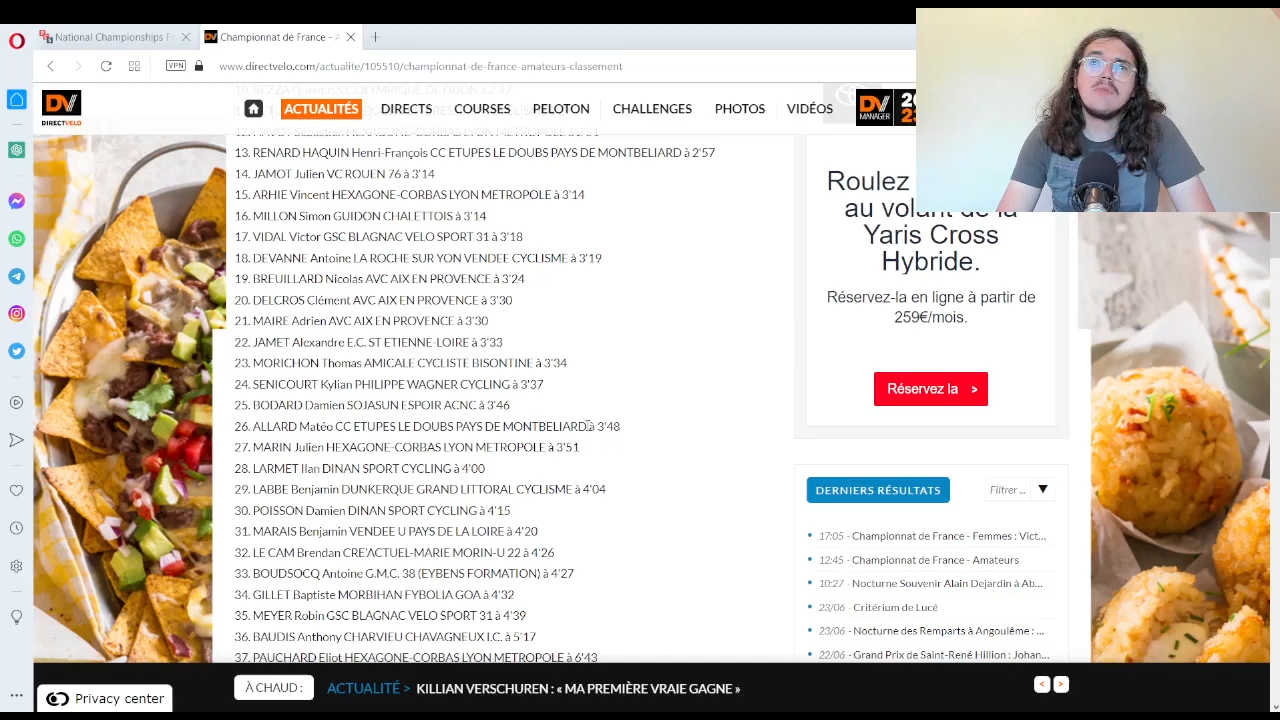 National Championships F
Championnat de France - A
VPN
www.directvelo.com/actualite/105510/championnat-de-france-amateurs-classement
DV
DIRECTVELO
ACTUALITÉS
DIRECTS
COURSES
PELOTON
CHALLENGES
PHOTOS
VIDÉOS
DV MANAGER
13. RENARD HAQUIN Henri-François CC ETUPES LE DOUBS PAYS DE MONTBELIARD à 2'57
14. JAMOT Julien VC ROUEN 76 à 3'14
15. ARHIE Vincent HEXAGONE-CORBAS LYON METROPOLE à 3'14
16. MILLON Simon GUIDON CHALETTOIS à 3'14
17. VIDAL Victor GSC BLAGNAC VELO SPORT 31 à 3'18
18. DEVANNE Antoine LA ROCHE SUR YON VENDEE CYCLISME à 3'19
19. BREUILLARD Nicolas AVC AIX EN PROVENCE à 3'24
20. DELCROS Clément AVC AIX EN PROVENCE à 3'30
21. MAIRE Adrien AVC AIX EN PROVENCE à 3'30
22. JAMET Alexandre E.C. ST ETIENNE-LOIRE à 3'33
23. MORICHON Thomas AMICALE CYCLISTE BISONTINE à 3'34
24. SENICOURT Kylian PHILIPPE WAGNER CYCLING à 3'37
25. BODARD Damien SOJASUN ESPOIR ACNC à 3'46
26. ALLARD Matéo CC ETUPES LE DOUBS PAYS DE MONTBELIARD à 3'48
27. MARIN Julien HEXAGONE-CORBAS LYON METROPOLE à 3'51
28. LARMET Ilan DINAN SPORT CYCLING à 4'00
29. LABBE Benjamin DUNKERQUE GRAND LITTORAL CYCLISME à 4'04
30. POISSON Damien DINAN SPORT CYCLING à 4'15
31. MARAIS Benjamin VENDEE U PAYS DE LA LOIRE à 4'20
32. LE CAM Brendan CRE'ACTUEL-MARIE MORIN-U 22 à 4'26
33. BOUDSOCQ Antoine G.M.C. 38 (EYBENS FORMATION) à 4'27
34. GILLET Baptiste MORBIHAN FYBOLIA GOA à 4'32
35. MEYER Robin GSC BLAGNAC VELO SPORT 31 à 4'39
36. BAUDIS Anthony CHARVIEU CHAVAGNEUX I.C. à 5'17
37. PAUCHARD Eliot HEXAGONE-CORBAS LYON METROPOLE à 6'43
Roulez
au volant de la
Yaris Cross
Hybride.
Réservez-la en ligne à partir de
259€/mois.
Réservez la >
DERNIERS RÉSULTATS
Filtrer ...
17:05 - Championnat de France - Femmes : Vict...
12:45 - Championnat de France - Amateurs
10:27 - Nocturne Souvenir Alain Dejardin à Ab...
23/06 - Critérium de Lucé
23/06 - Nocturne des Remparts à Angoulême : ...
22/06 - Grand Prix de Saint-René Hillion : Johan...
Privacy center
À CHAUD :
ACTUALITÉ > KILLIAN VERSCHUREN : « MA PREMIÈRE VRAIE GAGNE »